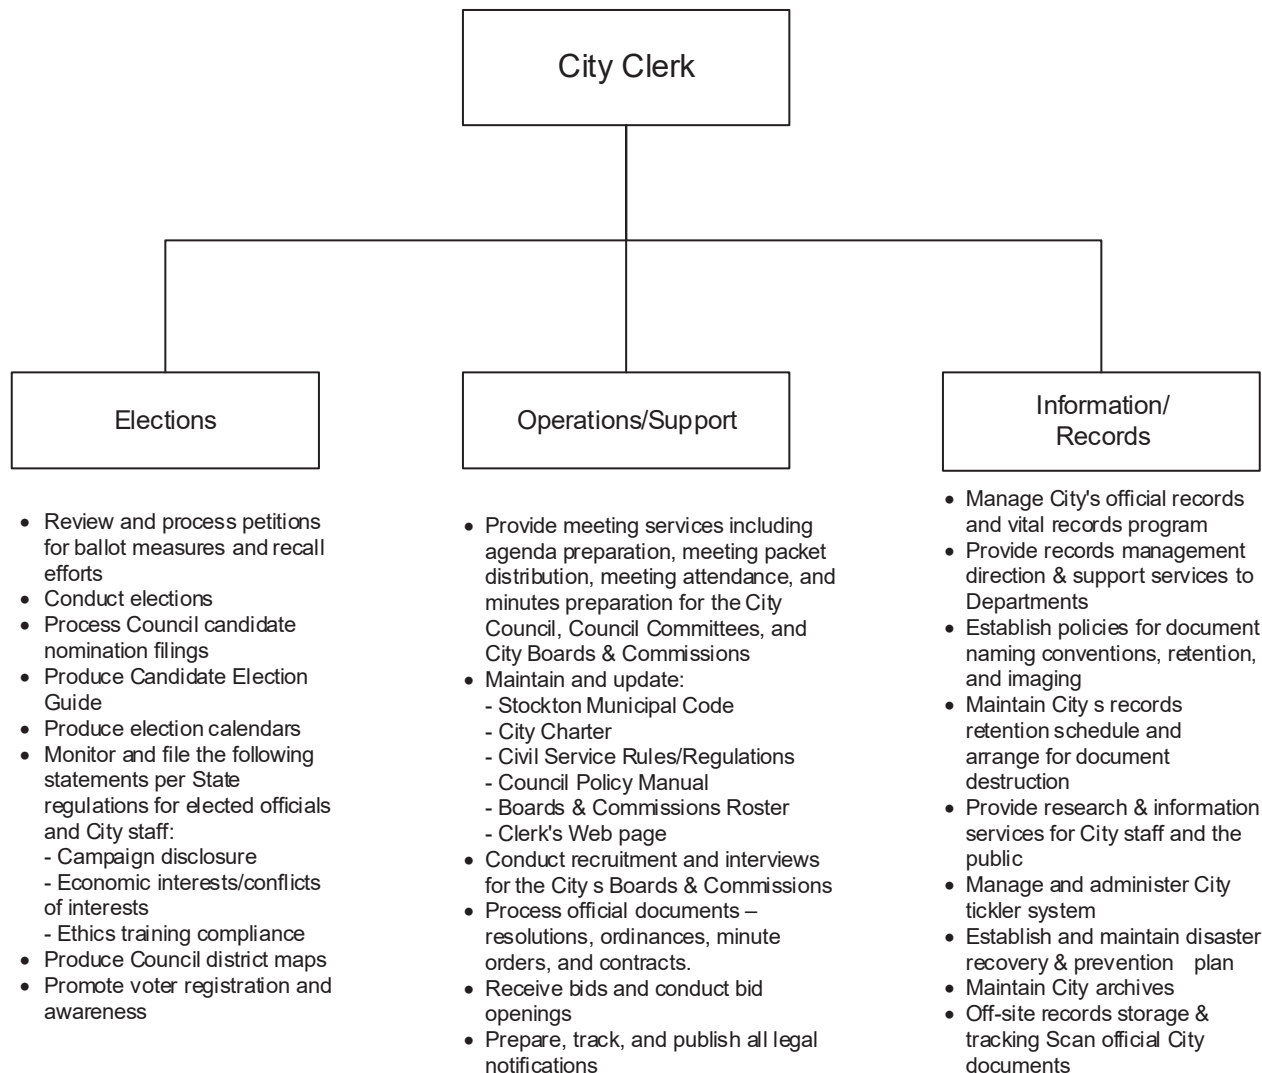 City Clerk
Elections
• Review and process petitions
for ballot measures and recall
efforts
• Conduct elections
• Process Council candidate
nomination filings
• Produce Candidate Election
Guide
• Produce election calendars
• Monitor and file the following
statements per State
regulations for elected officials
and City staff:
- Campaign disclosure
- Economic interests/conflicts
of interests
- Ethics training compliance
• Produce Council district maps
• Promote voter registration and
awareness
Operations/Support
• Provide meeting services including
agenda preparation, meeting packet
distribution, meeting attendance, and
minutes preparation for the City
Council, Council Committees, and
City Boards & Commissions
• Maintain and update:
- Stockton Municipal Code
- City Charter
- Civil Service Rules/Regulations
- Council Policy Manual
- Boards & Commissions Roster
- Clerk's Web page
• Conduct recruitment and interviews
for the City s Boards & Commissions
• Process official documents –
resolutions, ordinances, minute
orders, and contracts.
• Receive bids and conduct bid
openings
• Prepare, track, and publish all legal
notifications
Information/
Records
• Manage City's official records
and vital records program
• Provide records management
direction & support services to
Departments
• Establish policies for document
naming conventions, retention,
and imaging
• Maintain City s records
retention schedule and
arrange for document
destruction
• Provide research & information
services for City staff and the
public
• Manage and administer City
tickler system
• Establish and maintain disaster
recovery & prevention plan
• Maintain City archives
• Off-site records storage &
tracking Scan official City
documents